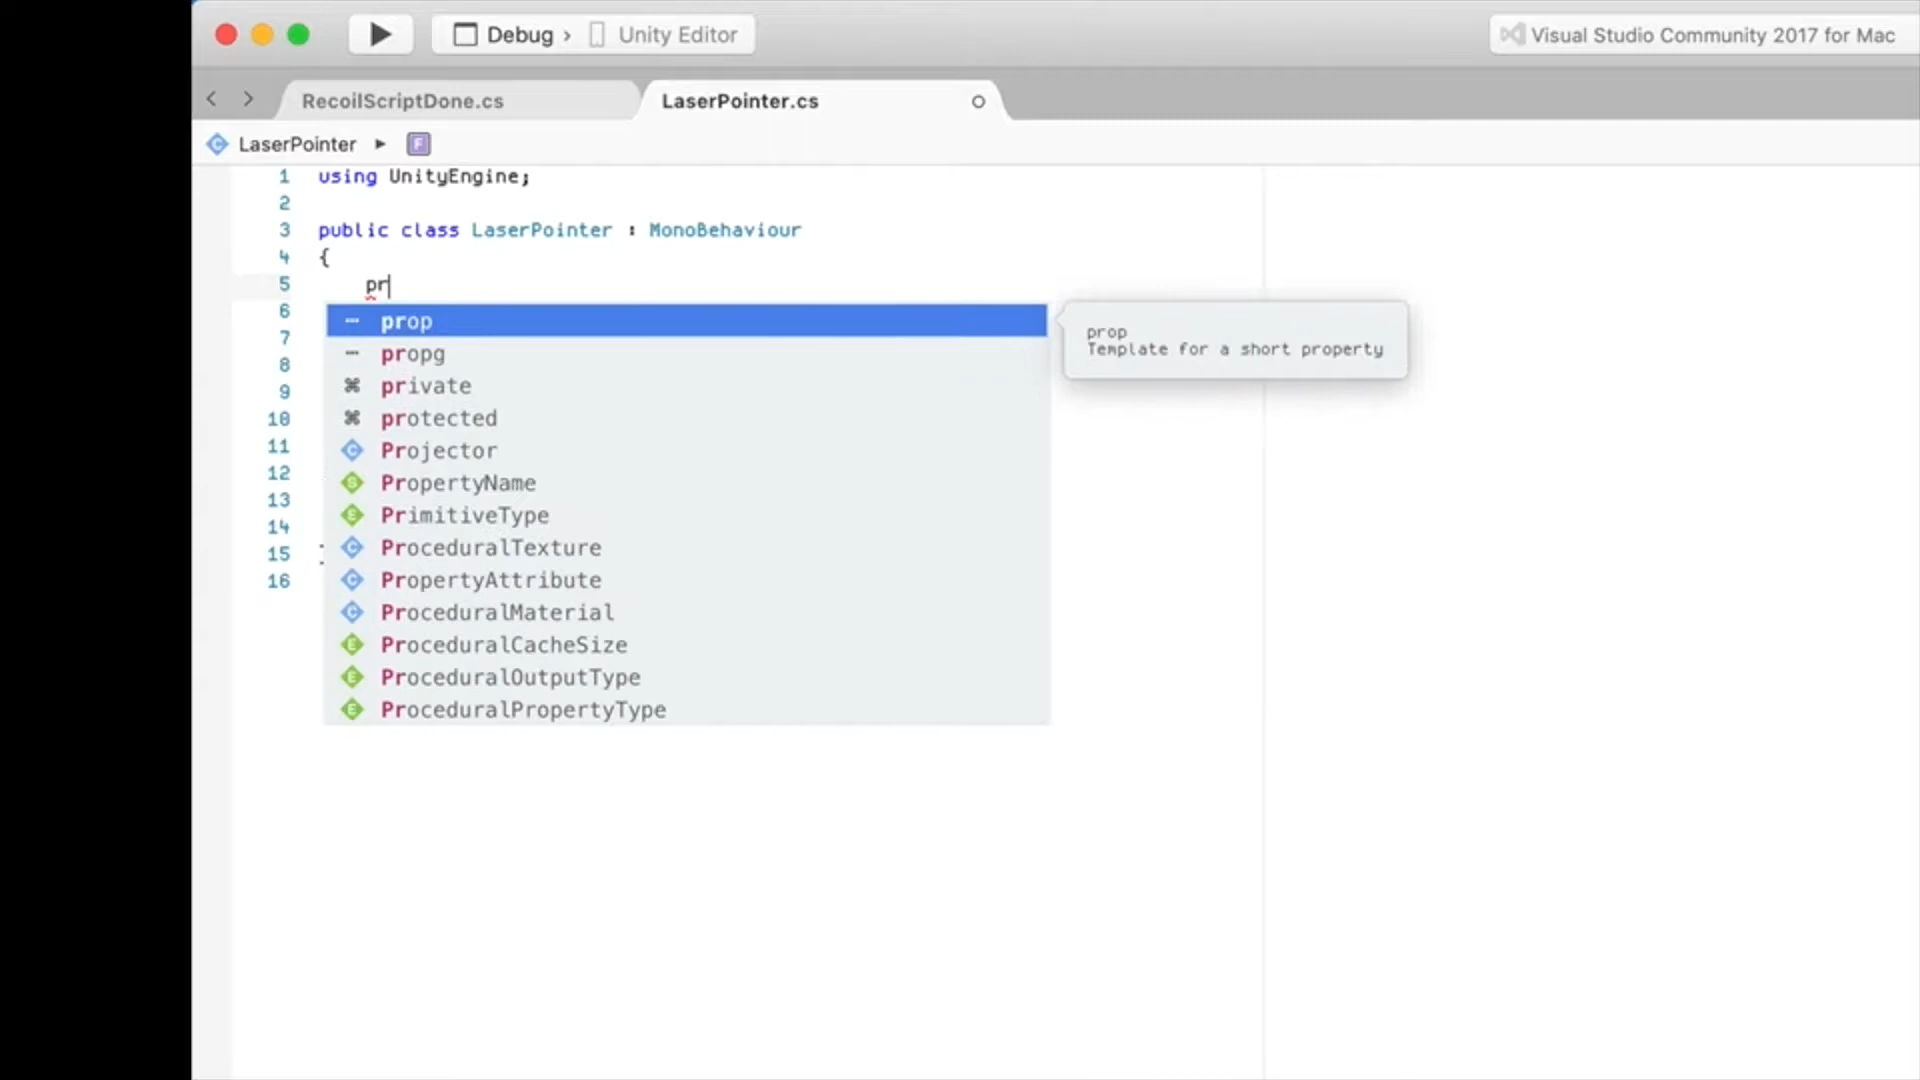 Debug › Unity Editor
Visual Studio Community 2017 for Mac
RecoilScriptDone.cs
LaserPointer.cs
LaserPointer
F
1 using UnityEngine;
2
3 public class LaserPointer : MonoBehaviour
4 {
5 pr
6
7
8
9
10
11
12
13
14
15
16
prop
propg
private
protected
Projector
PropertyName
PrimitiveType
ProceduralTexture
PropertyAttribute
ProceduralMaterial
ProceduralCacheSize
ProceduralOutputType
ProceduralPropertyType
prop
Template for a short property